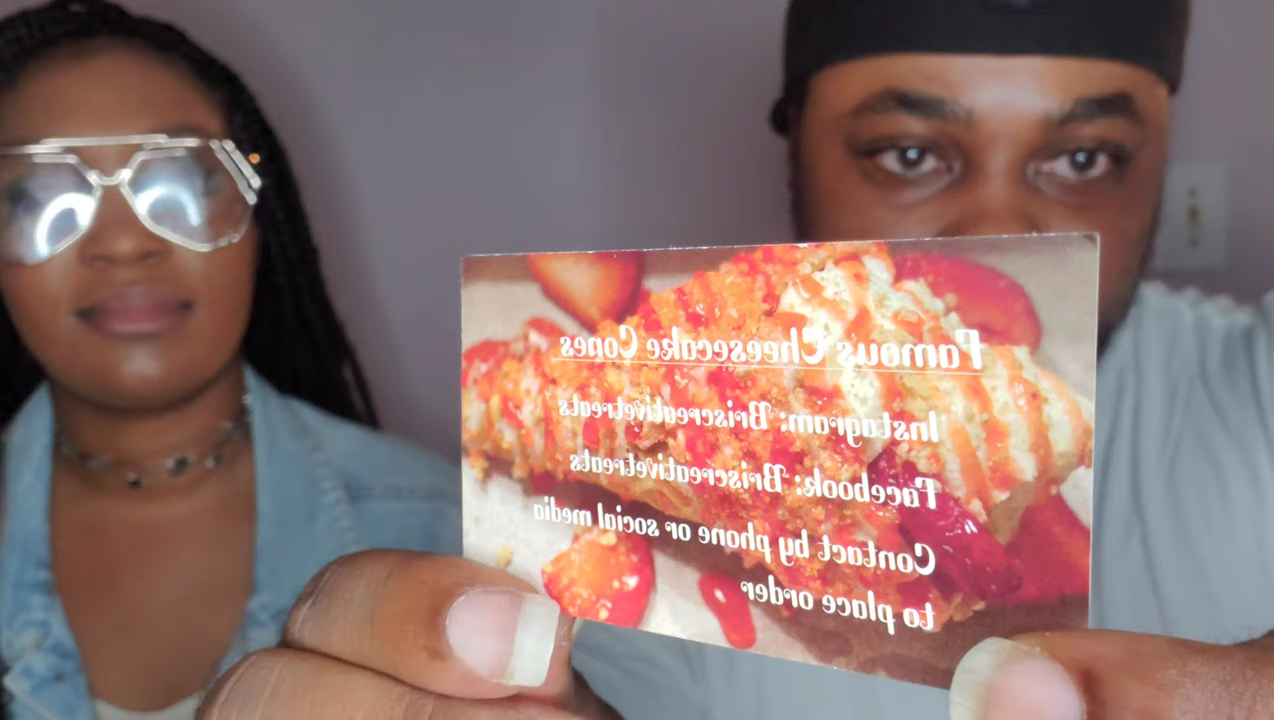 Famous Cheesecake Cones
Instagram: Briscreativetreats
Facebook: Briscreativetreats
Contact by phone or social media
to place order